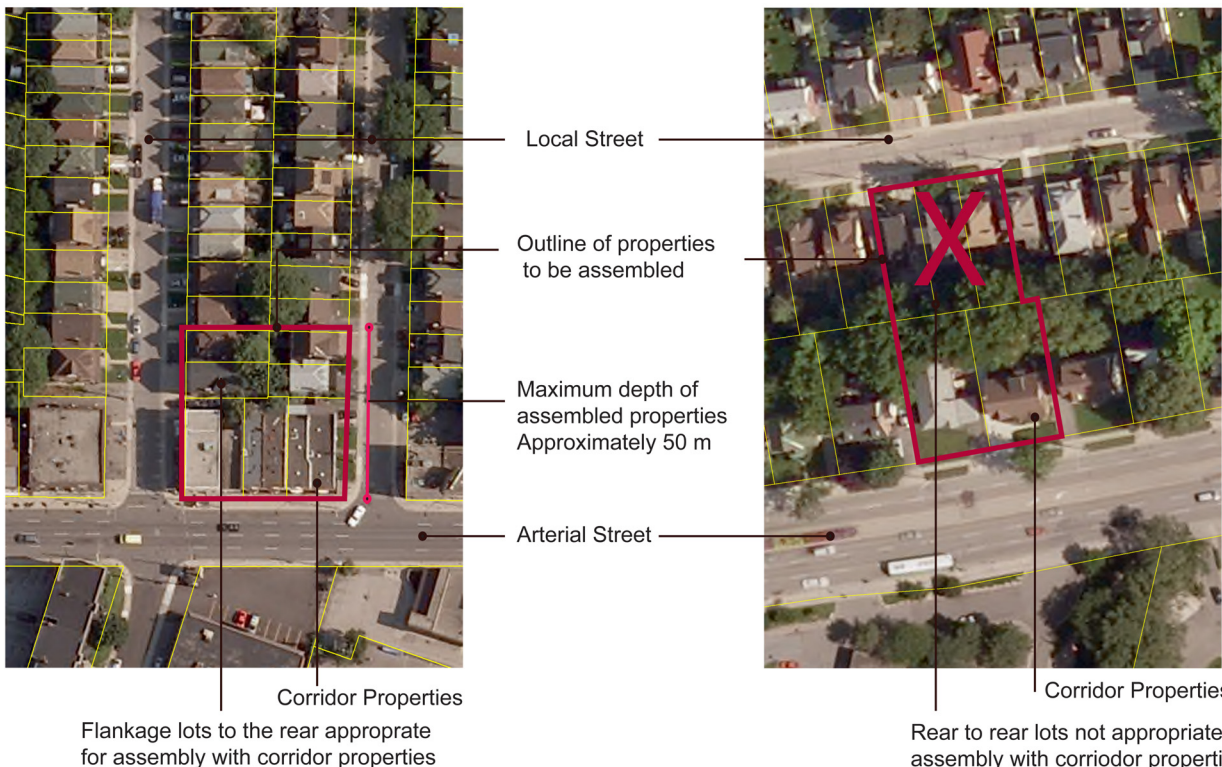 Local Street
Outline of properties
to be assembled
Maximum depth of
assembled properties
Approximately 50 m
Arterial Street
Corridor Properties
Flankage lots to the rear approprate
for assembly with corridor properties
X
Corridor Properties
Rear to rear lots not appropriate
assembly with corriodor properti